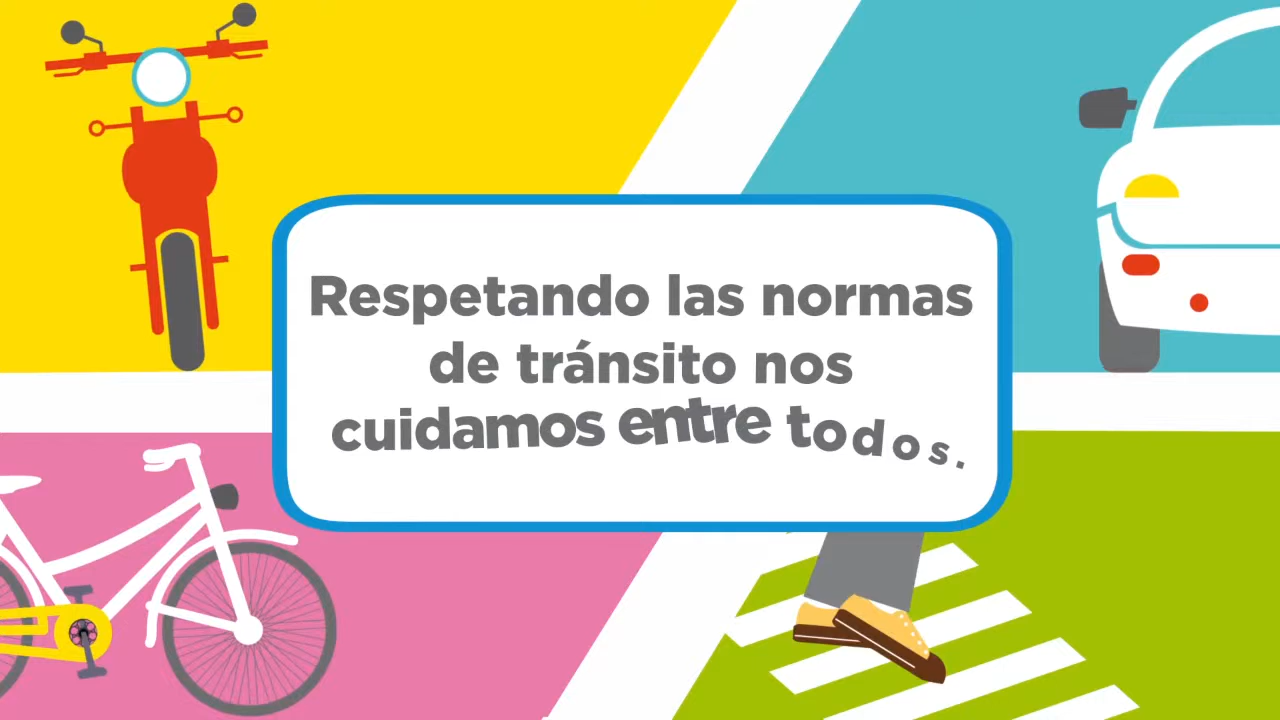 Respetando las normas
de tránsito nos
cuidamos entre todos.